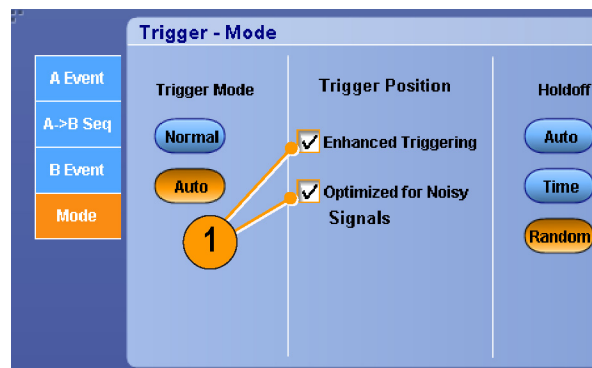 Trigger - Mode
A Event
A->B Seq
B Event
Mode
Trigger Mode
Normal
Auto
1
Trigger Position
Enhanced Triggering
Optimized for Noisy
Signals
Holdoff
Auto
Time
Random